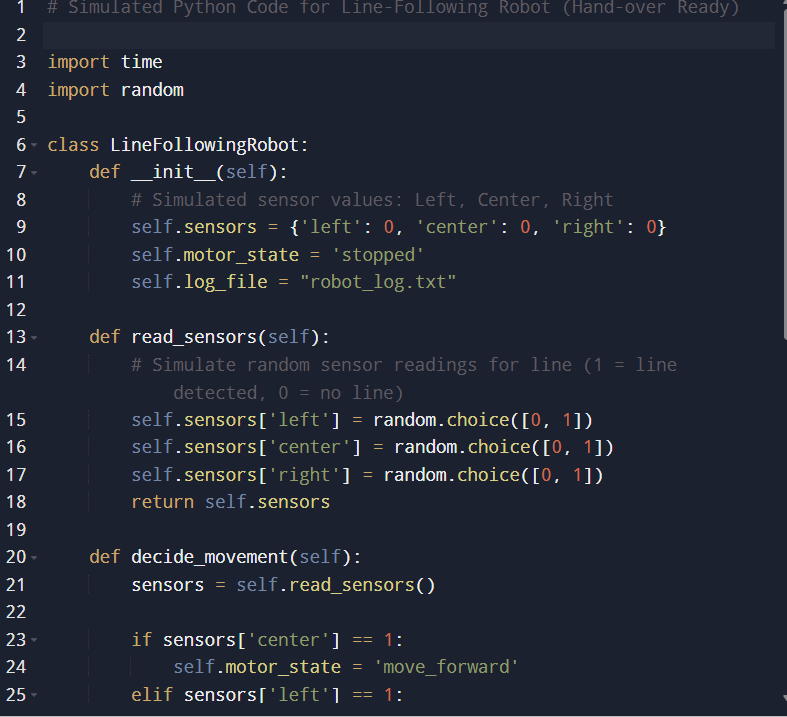 1 # Simulated Python Code for Line-Following Robot (Hand-over Ready)
2
3 import time
4 import random
5
6 class LineFollowingRobot:
7     def __init__(self):
8         # Simulated sensor values: Left, Center, Right
9         self.sensors = {'left': 0, 'center': 0, 'right': 0}
10         self.motor_state = 'stopped'
11         self.log_file = "robot_log.txt"
12
13     def read_sensors(self):
14         # Simulate random sensor readings for line (1 = line
            detected, 0 = no line)
15         self.sensors['left'] = random.choice([0, 1])
16         self.sensors['center'] = random.choice([0, 1])
17         self.sensors['right'] = random.choice([0, 1])
18         return self.sensors
19
20     def decide_movement(self):
21         sensors = self.read_sensors()
22
23         if sensors['center'] == 1:
24             self.motor_state = 'move_forward'
25         elif sensors['left'] == 1: